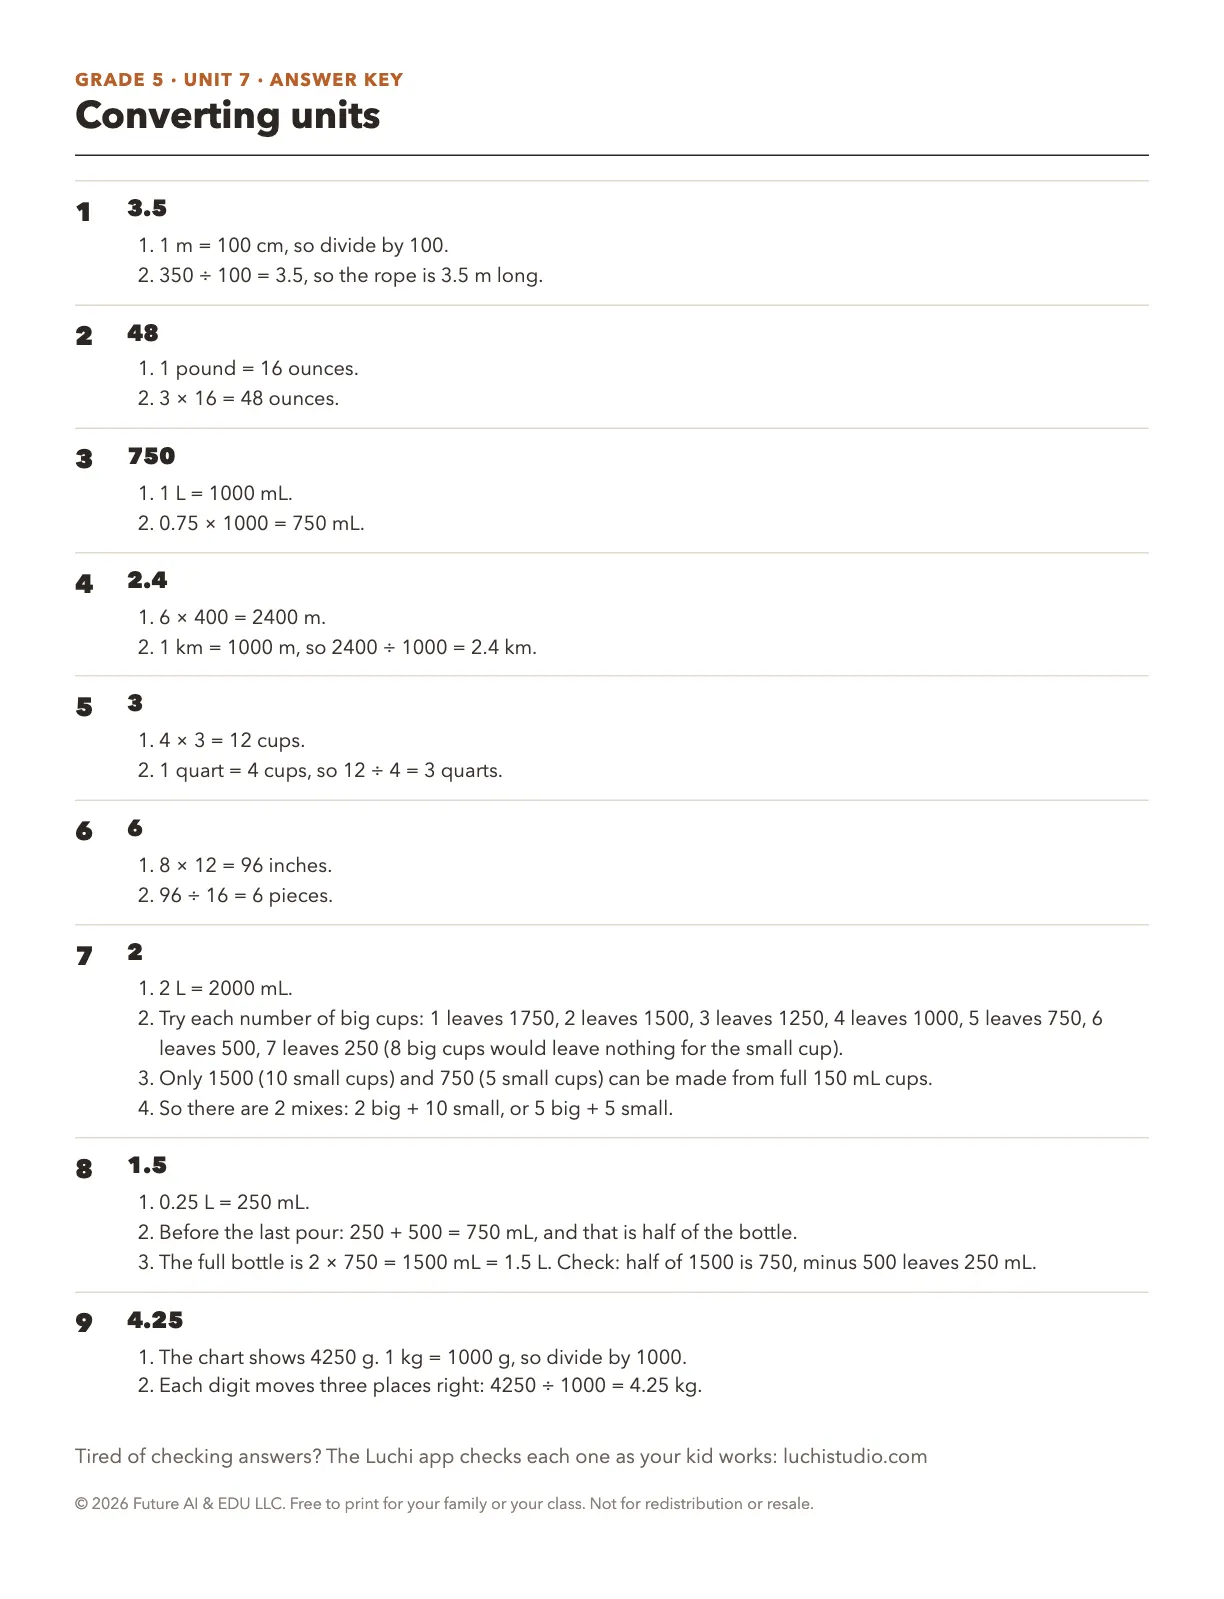 GRADE 5 · UNIT 7 · ANSWER KEY
Converting units
1 3.5
1. 1 m = 100 cm, so divide by 100.
2. 350 ÷ 100 = 3.5, so the rope is 3.5 m long.
2 48
1. 1 pound = 16 ounces.
2. 3 × 16 = 48 ounces.
3 750
1. 1 L = 1000 mL.
2. 0.75 × 1000 = 750 mL.
4 2.4
1. 6 × 400 = 2400 m.
2. 1 km = 1000 m, so 2400 ÷ 1000 = 2.4 km.
5 3
1. 4 × 3 = 12 cups.
2. 1 quart = 4 cups, so 12 ÷ 4 = 3 quarts.
6 6
1. 8 × 12 = 96 inches.
2. 96 ÷ 16 = 6 pieces.
7 2
1. 2 L = 2000 mL.
2. Try each number of big cups: 1 leaves 1750, 2 leaves 1500, 3 leaves 1250, 4 leaves 1000, 5 leaves 750, 6
leaves 500, 7 leaves 250 (8 big cups would leave nothing for the small cup).
3. Only 1500 (10 small cups) and 750 (5 small cups) can be made from full 150 mL cups.
4. So there are 2 mixes: 2 big + 10 small, or 5 big + 5 small.
8 1.5
1. 0.25 L = 250 mL.
2. Before the last pour: 250 + 500 = 750 mL, and that is half of the bottle.
3. The full bottle is 2 × 750 = 1500 mL = 1.5 L. Check: half of 1500 is 750, minus 500 leaves 250 mL.
9 4.25
1. The chart shows 4250 g. 1 kg = 1000 g, so divide by 1000.
2. Each digit moves three places right: 4250 ÷ 1000 = 4.25 kg.
Tired of checking answers? The Luchi app checks each one as your kid works: luchistudio.com
© 2026 Future AI & EDU LLC. Free to print for your family or your class. Not for redistribution or resale.